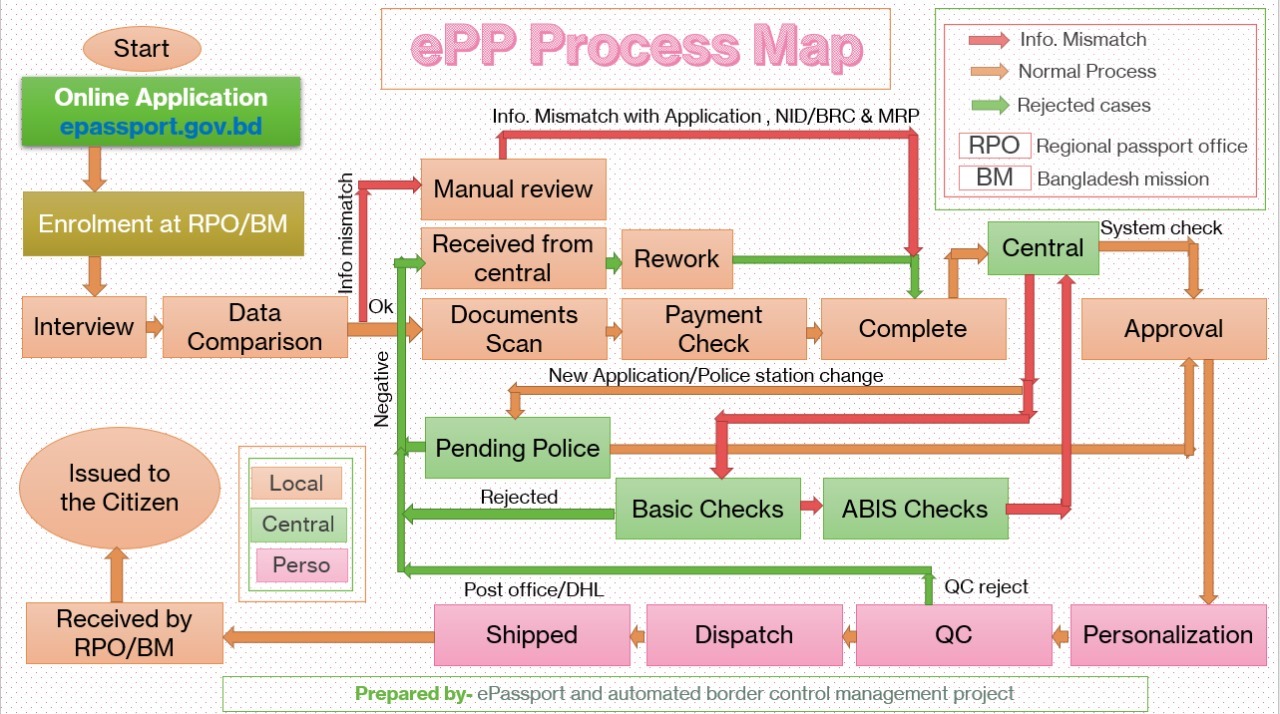 ePP Process Map
Start
Online Application
epassport.gov.bd
Info. Mismatch
Normal Process
Rejected cases
RPO Regional passport office
BM Bangladesh mission
Info. Mismatch with Application , NID/BRC & MRP
Enrolment at RPO/BM
Info mismatch
Manual review
Received from
central
Rework
Central
System check
Interview
Data
Comparison
Ok
Documents
Scan
Payment
Check
Complete
Approval
New Application/Police station change
Negative
Pending Police
Issued to
the Citizen
Local
Central
Perso
Rejected
Basic Checks
ABIS Checks
Post office/DHL
QC reject
Received by
RPO/BM
Shipped
Dispatch
QC
Personalization
Prepared by- ePassport and automated border control management project